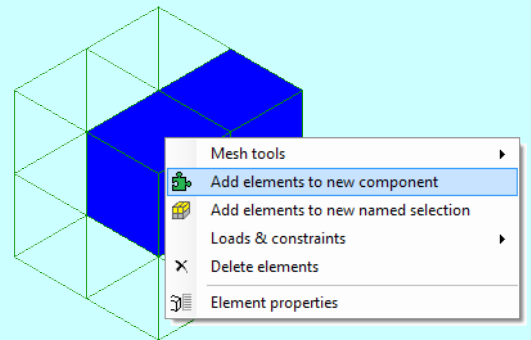 Mesh tools
Add elements to new component
Add elements to new named selection
Loads & constraints
Delete elements
Element properties